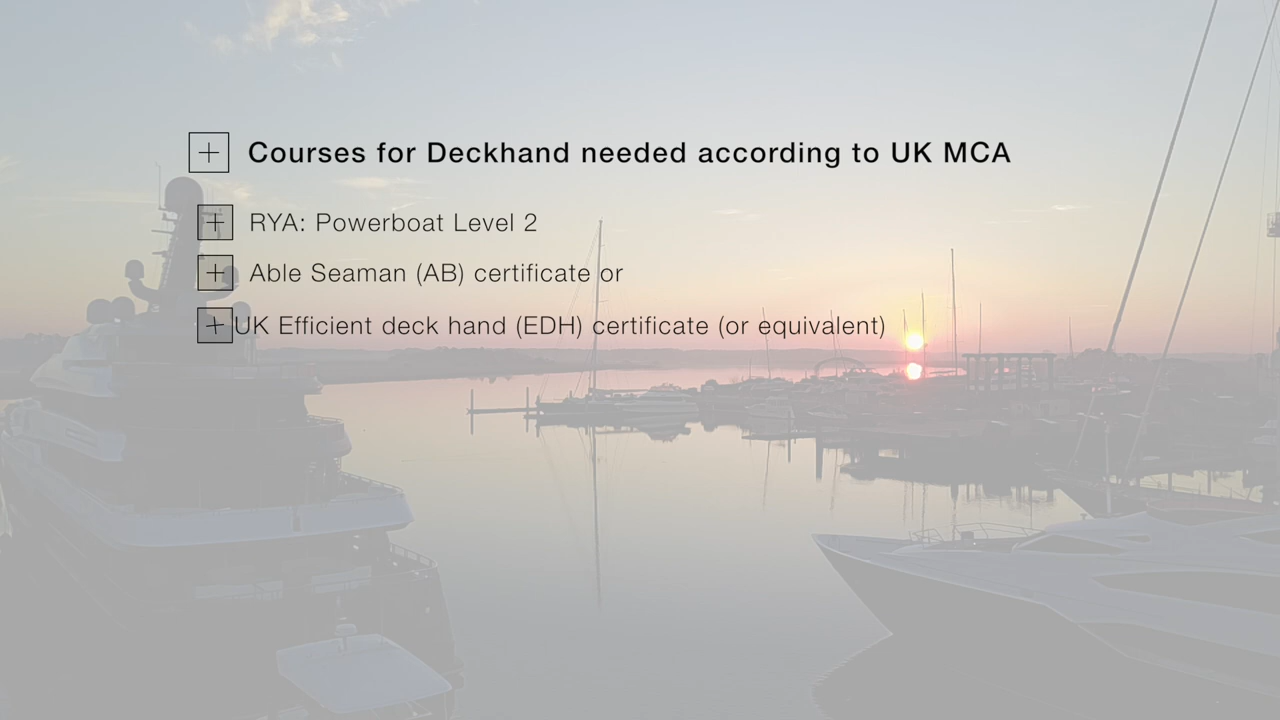 Courses for Deckhand needed according to UK MCA
RYA: Powerboat Level 2
Able Seaman (AB) certificate or
UK Efficient deck hand (EDH) certificate (or equivalent)